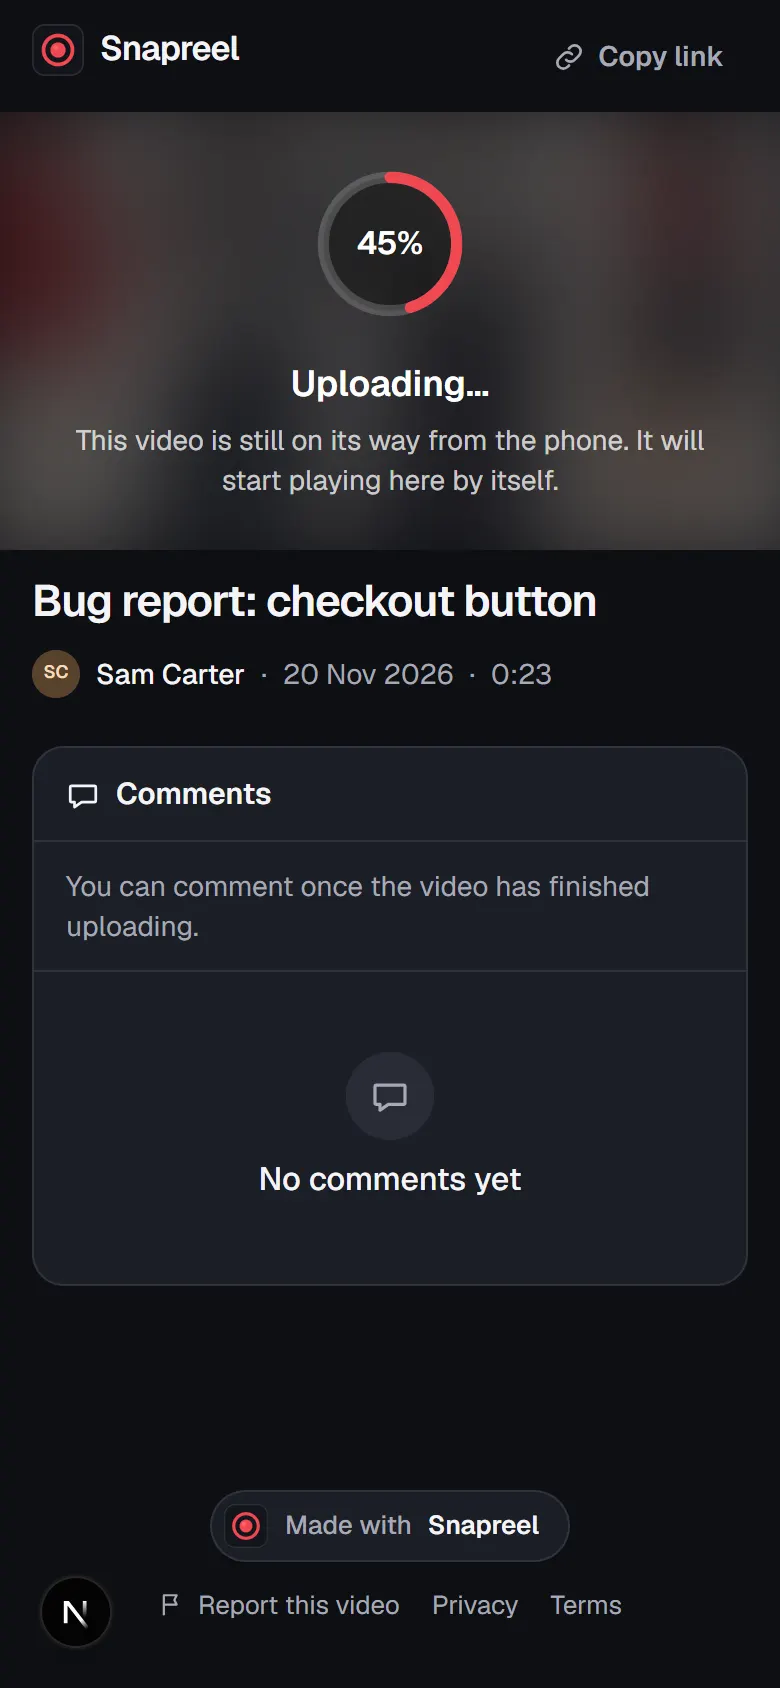 Snapreel
Copy link
45%
Uploading...
This video is still on its way from the phone. It will
start playing here by itself.
Bug report: checkout button
SC Sam Carter · 20 Nov 2026 · 0:23
Comments
You can comment once the video has finished
uploading.
No comments yet
Made with Snapreel
N
Report this video Privacy Terms